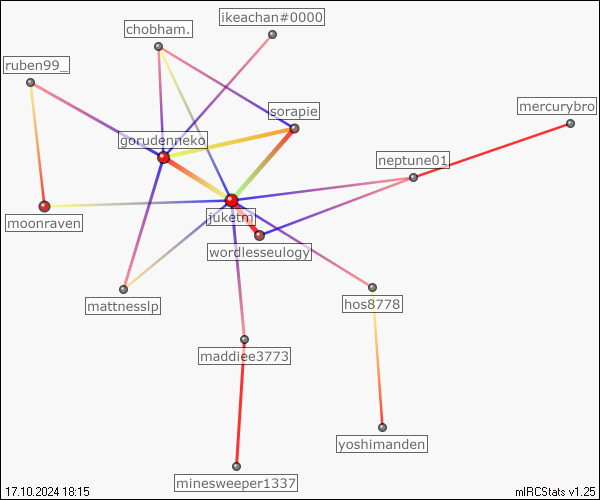 ikeachan#0000
chobham.
ruben99_
mercurybro
sorapie
gorudenneko
neptune01
juketm
moonraven
wordlesseulogy
mattnesslp
hos8778
maddiee3773
yoshimanden
minesweeper1337
17.10.2024 18:15
mIRCStats v1.25